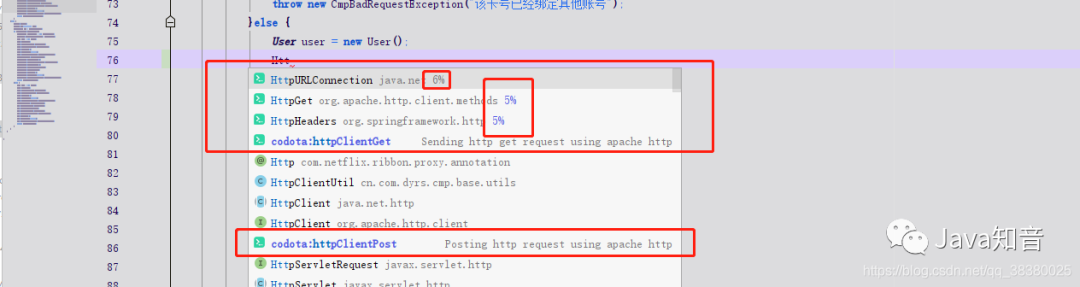 73 throw new CmpBadRequestException("该卡号已经绑定其他账号");
74 }else {
75 User user = new User();
76 Htt
77 HttpURLConnection java.net 6%
78 HttpGet org.apache.http.client.methods 5%
79 HttpHeaders org.springframework.http 5%
80 codota:httpClientGet Sending http get request using apache http
81 Http com.netflix.ribbon.proxy.annotation
82 HttpClientUtil cn.com.dyrs.cmp.base.utils
83 HttpClient java.net.http
84
85 HttpClient org.apache.http.client
86 codota:httpClientPost Posting http request using apache http
87 HttpServletRequest javax.servlet.http
88 HttpServlet javax.servlet.http
Java知音
https://blog.csdn.net/qq_38380025